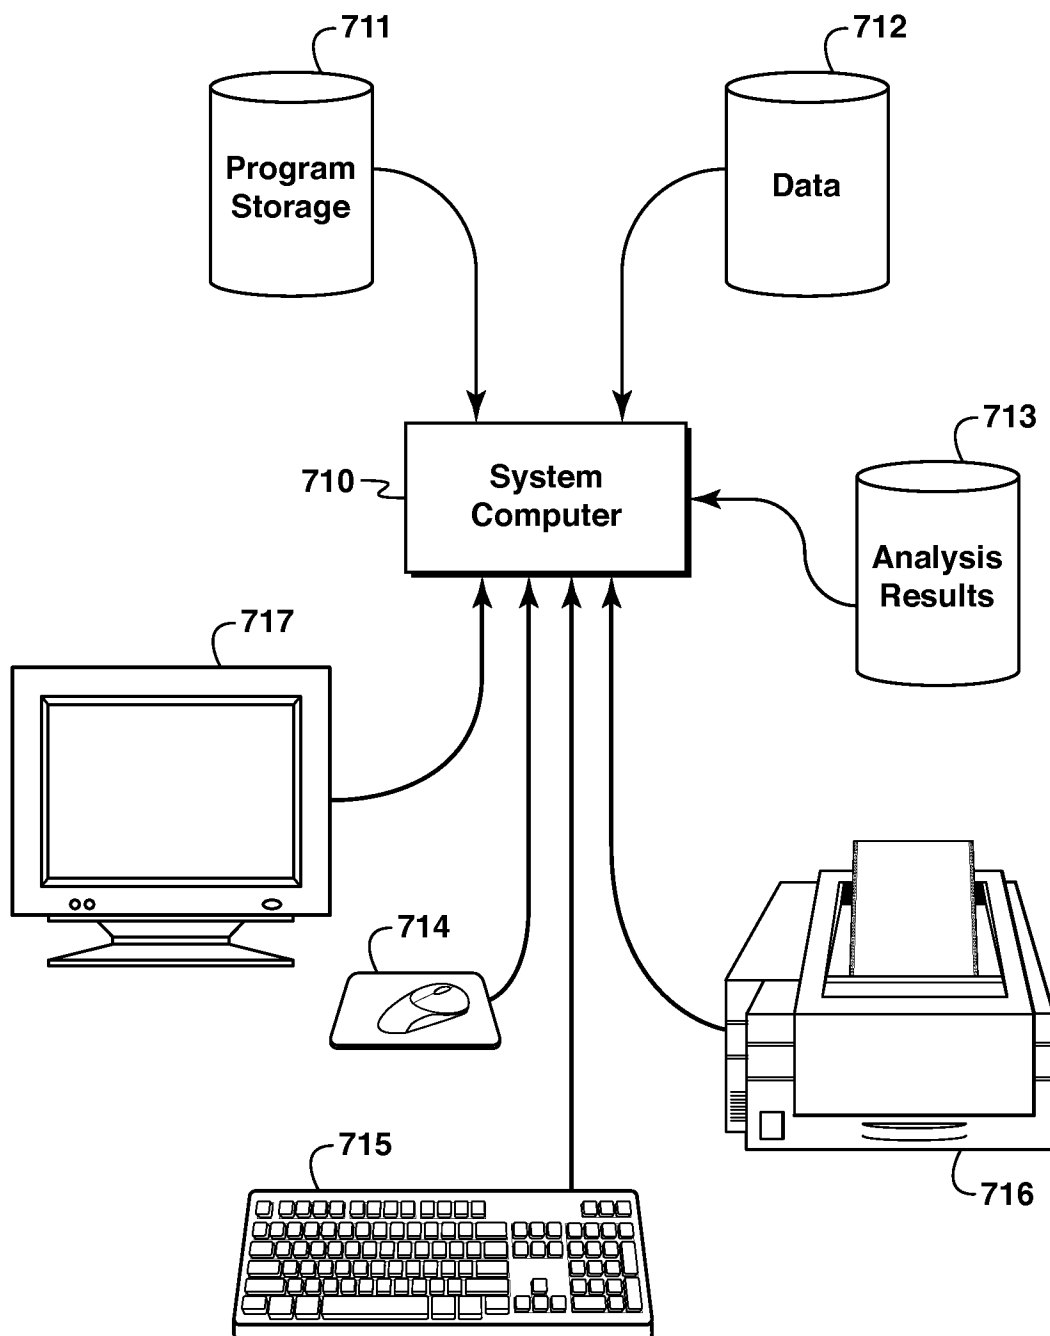 711
712
Program
Storage
Data
713
710
System
Computer
Analysis
Results
717
714
715
716